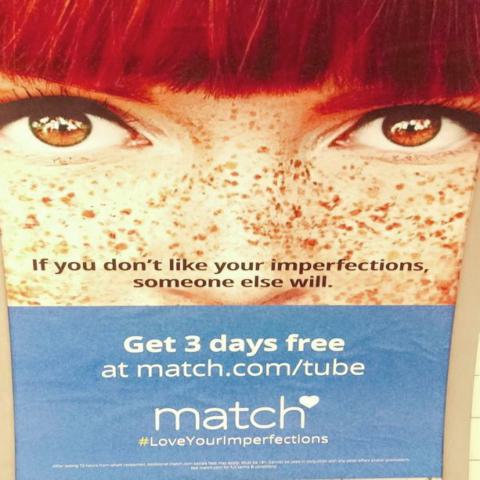 If you don't like your imperfections,
someone else will.
Get 3 days free
at match.com/tube
match
#LoveYourImperfections